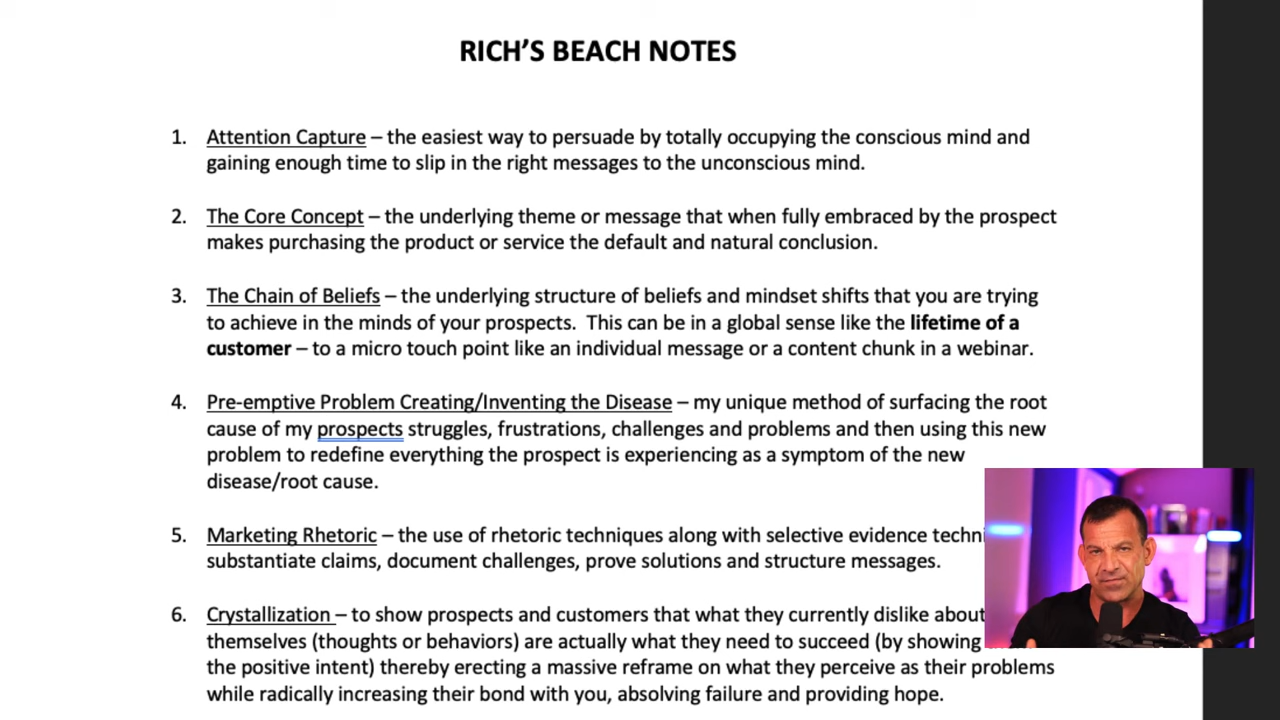 RICH'S BEACH NOTES
1. Attention Capture – the easiest way to persuade by totally occupying the conscious mind and
gaining enough time to slip in the right messages to the unconscious mind.
2. The Core Concept – the underlying theme or message that when fully embraced by the prospect
makes purchasing the product or service the default and natural conclusion.
3. The Chain of Beliefs – the underlying structure of beliefs and mindset shifts that you are trying
to achieve in the minds of your prospects.  This can be in a global sense like the lifetime of a
customer – to a micro touch point like an individual message or a content chunk in a webinar.
4. Pre-emptive Problem Creating/Inventing the Disease – my unique method of surfacing the root
cause of my prospects struggles, frustrations, challenges and problems and then using this new
problem to redefine everything the prospect is experiencing as a symptom of the new
disease/root cause.
5. Marketing Rhetoric – the use of rhetoric techniques along with selective evidence techni
substantiate claims, document challenges, prove solutions and structure messages.
6. Crystallization – to show prospects and customers that what they currently dislike about
themselves (thoughts or behaviors) are actually what they need to succeed (by showing
the positive intent) thereby erecting a massive reframe on what they perceive as their problems
while radically increasing their bond with you, absolving failure and providing hope.